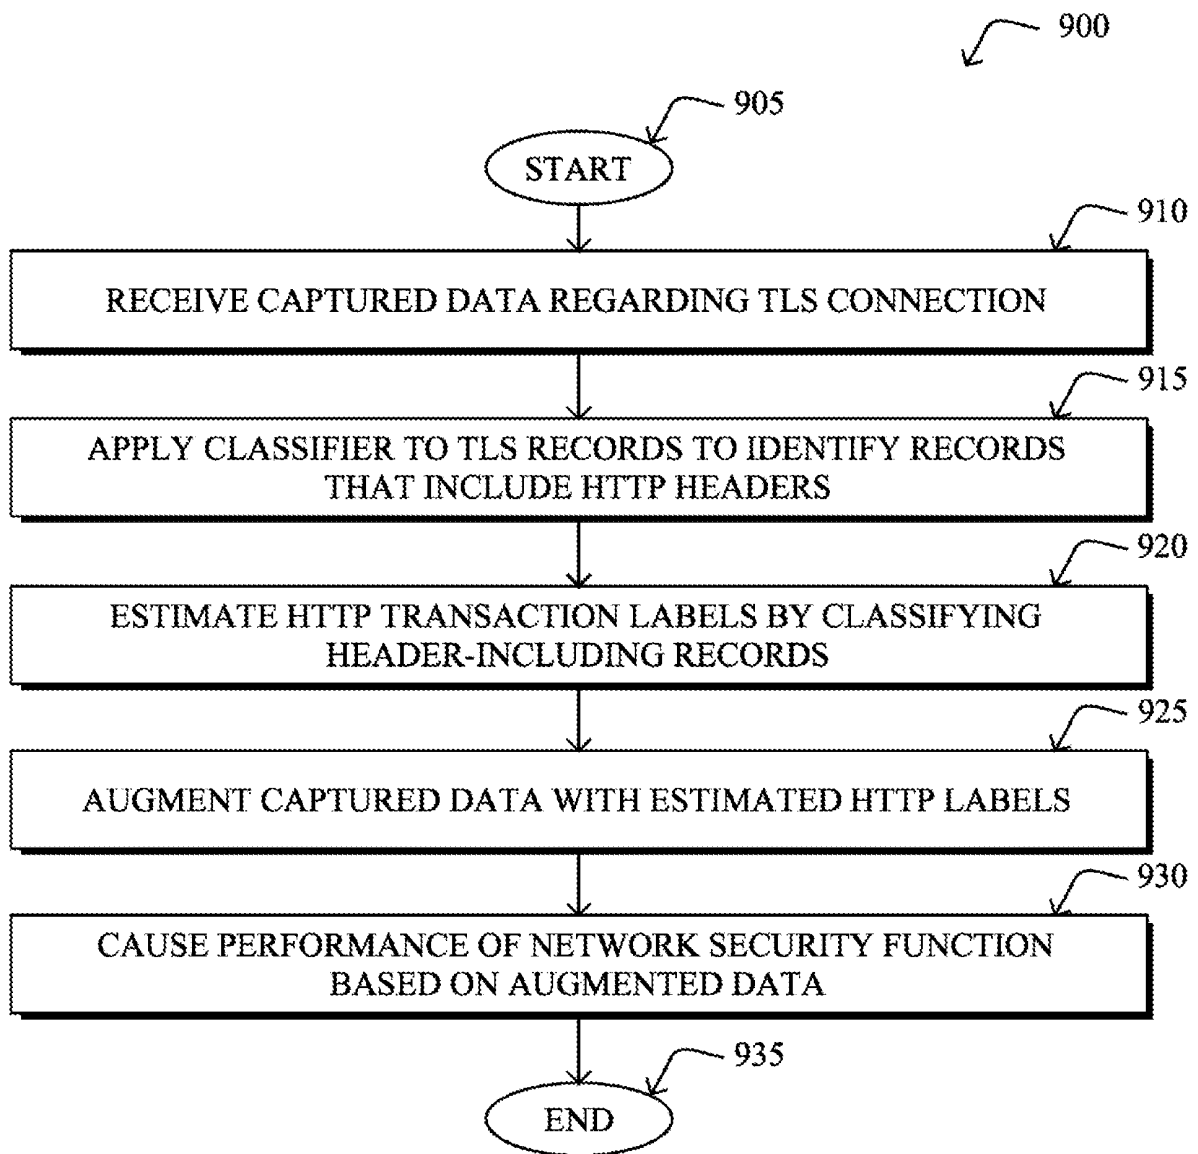 900
905
START
910
RECEIVE CAPTURED DATA REGARDING TLS CONNECTION
915
APPLY CLASSIFIER TO TLS RECORDS TO IDENTIFY RECORDS
THAT INCLUDE HTTP HEADERS
920
ESTIMATE HTTP TRANSACTION LABELS BY CLASSIFYING
HEADER-INCLUDING RECORDS
925
AUGMENT CAPTURED DATA WITH ESTIMATED HTTP LABELS
930
CAUSE PERFORMANCE OF NETWORK SECURITY FUNCTION
BASED ON AUGMENTED DATA
935
END